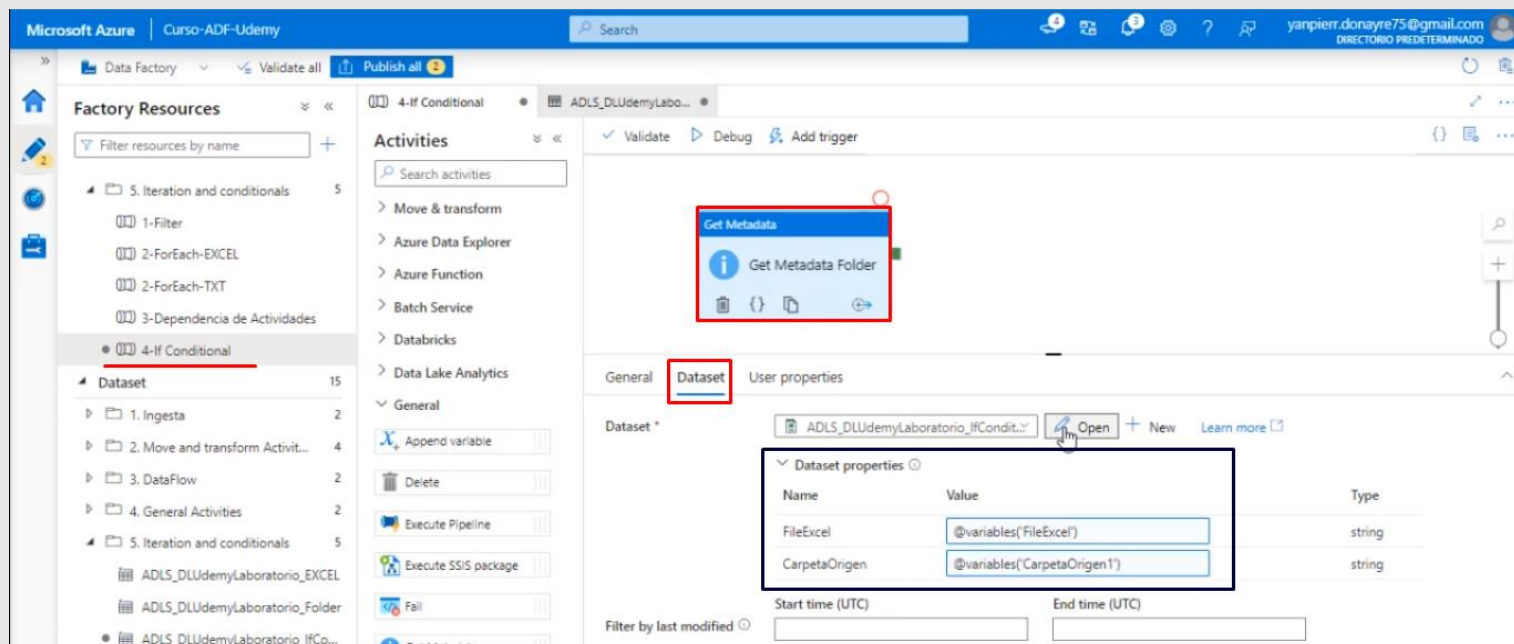 Microsoft Azure | Curso-ADF-Udemy
Search
4
3
yanpierr.donayre75@gmail.com
DIRECTORIO PREDETERMINADO
Data Factory
Validate all
Publish all 2
2
Factory Resources
Filter resources by name
5. Iteration and conditionals 5
1-Filter
2-ForEach-EXCEL
2-ForEach-TXT
3-Dependencia de Actividades
4-If Conditional
Dataset 15
1. Ingesta 2
2. Move and transform Activit... 4
3. DataFlow 2
4. General Activities 2
5. Iteration and conditionals 5
ADLS_DLUdemyLaboratorio_EXCEL
ADLS_DLUdemyLaboratorio_Folder
ADLS_DLUdemyLaboratorio_IfCo...
4-If Conditional
ADLS_DLUdemyLabo...
Activities
Search activities
Move & transform
Azure Data Explorer
Azure Function
Batch Service
Databricks
Data Lake Analytics
General
Append variable
Delete
Execute Pipeline
Execute SSIS package
Fail
Validate
Debug
Add trigger
Get Metadata
Get Metadata Folder
General
Dataset
User properties
Dataset *
ADLS_DLUdemyLaboratorio_IfCondit...
Open
New
Learn more
Dataset properties
Name Value Type
FileExcel @variables('FileExcel') string
CarpetaOrigen @variables('CarpetaOrigen1') string
Start time (UTC) End time (UTC)
Filter by last modified